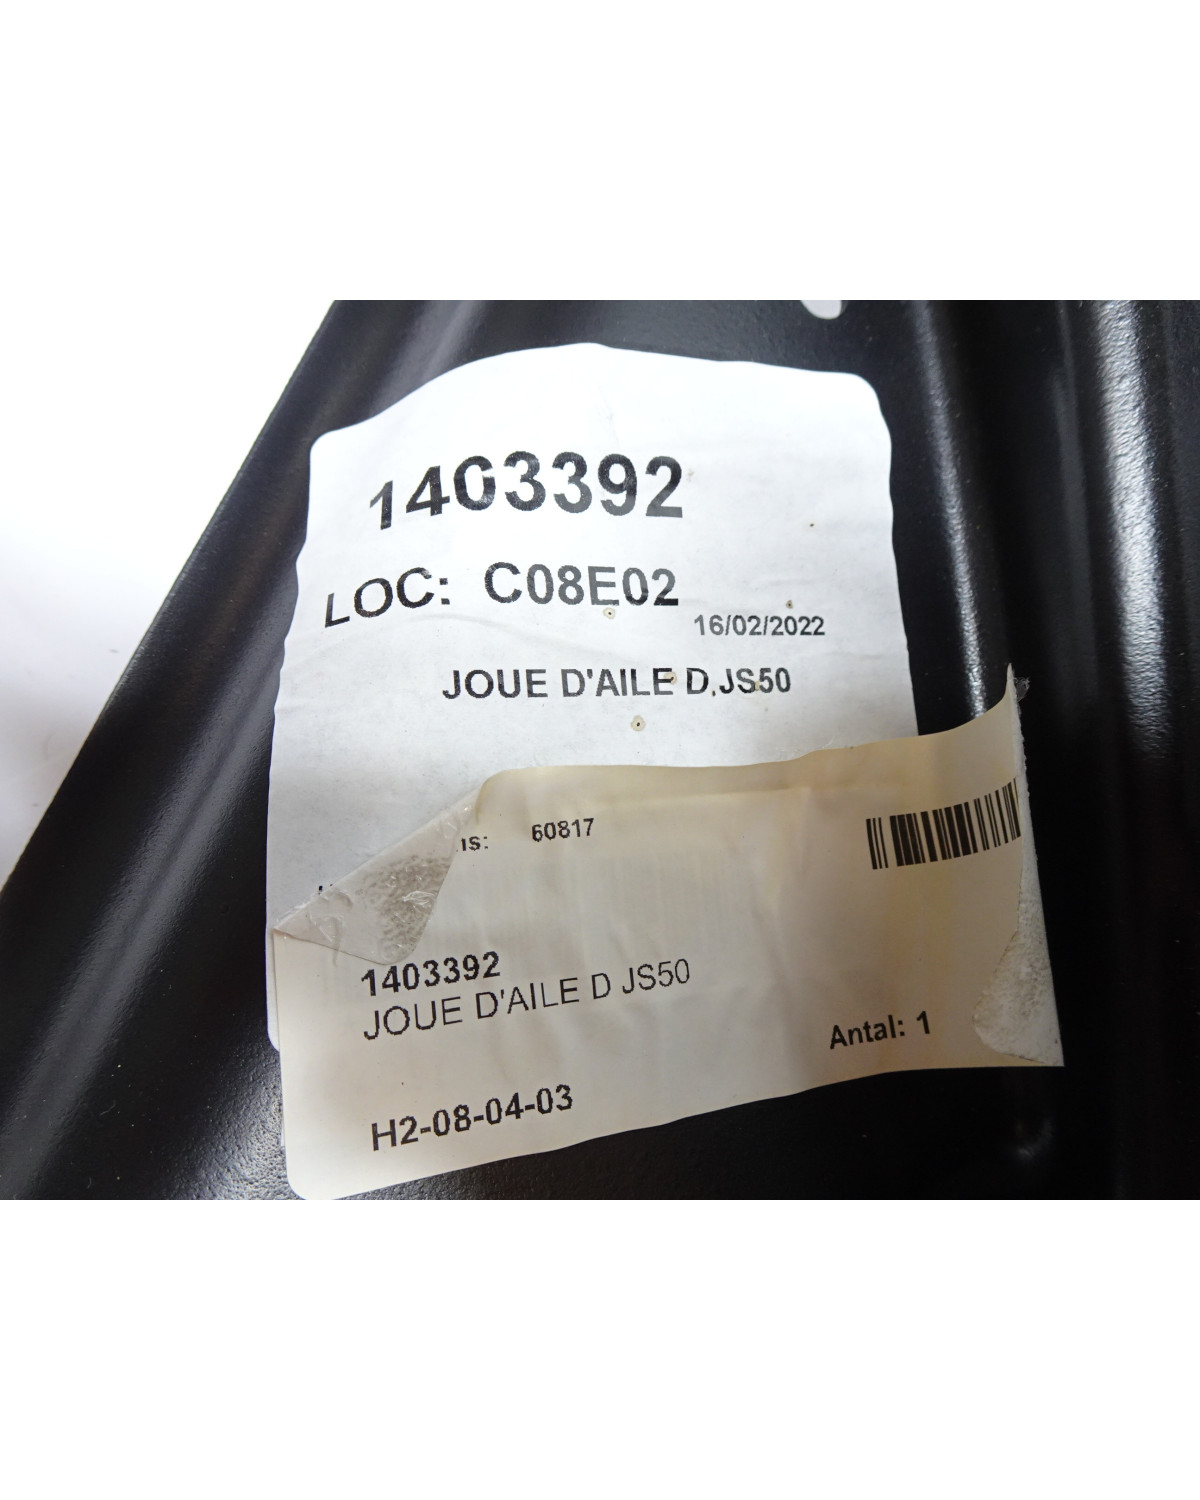 1403392
LOC: C08E02
16/02/2022
JOUE D'AILE D,JS50
60817
1403392
JOUE D'AILE D JS50
Antal: 1
H2-08-04-03